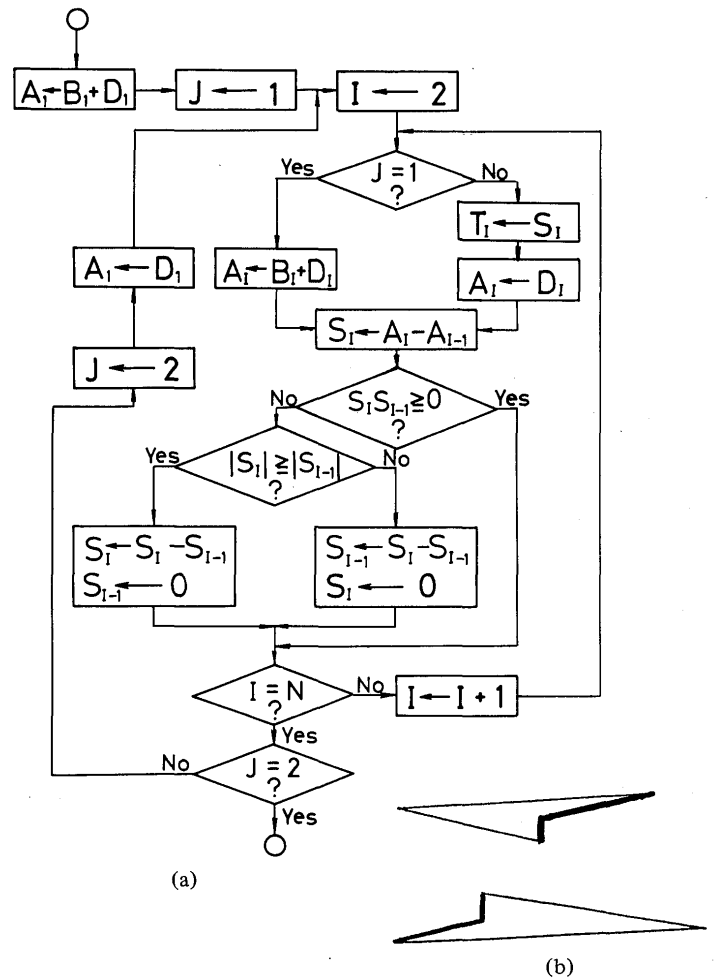 A₁←B₁+D₁
J ← 1
I ← 2
J = 1
?
Yes
No
T_I ← S_I
A_I ← B_I+D_I
A_I ← D_I
A₁ ← D₁
S_I ← A_I − A_{I−1}
J ← 2
S_I S_{I−1} ≧ 0
?
No
Yes
|S_I| ≧ |S_{I−1}|
?
Yes
No
S_I ← S_I − S_{I−1}
S_{I−1} ← 0
S_{I−1} ← S_I − S_{I−1}
S_I ← 0
I = N
?
No
I ← I + 1
Yes
J = 2
?
No
Yes
(a)
(b)